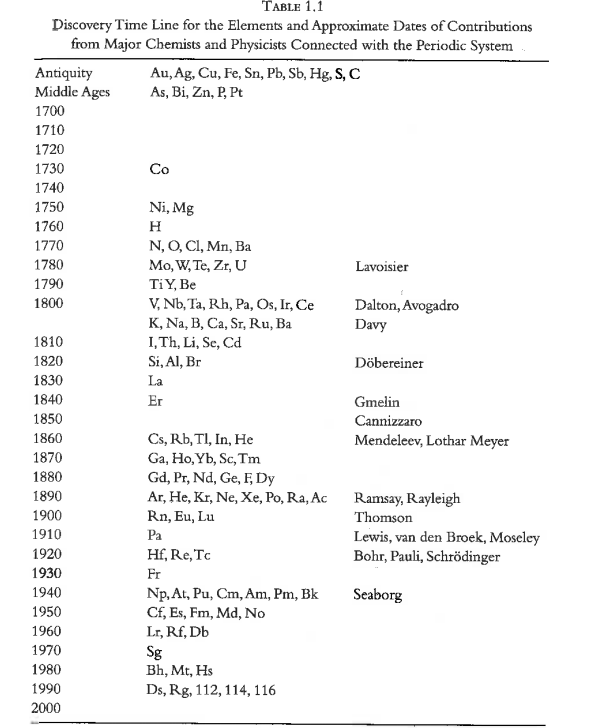 TABLE 1.1
Discovery Time Line for the Elements and Approximate Dates of Contributions
from Major Chemists and Physicists Connected with the Periodic System
Antiquity Au, Ag, Cu, Fe, Sn, Pb, Sb, Hg, S, C
Middle Ages As, Bi, Zn, P, Pt
1700
1710
1720
1730 Co
1740
1750 Ni, Mg
1760 H
1770 N, O, Cl, Mn, Ba
1780 Mo, W, Te, Zr, U Lavoisier
1790 Ti Y, Be
1800 V, Nb, Ta, Rh, Pa, Os, Ir, Ce Dalton, Avogadro
K, Na, B, Ca, Sr, Ru, Ba Davy
1810 I, Th, Li, Se, Cd
1820 Si, Al, Br Döbereiner
1830 La
1840 Er Gmelin
1850 Cannizzaro
1860 Cs, Rb, Tl, In, He Mendeleev, Lothar Meyer
1870 Ga, Ho, Yb, Sc, Tm
1880 Gd, Pr, Nd, Ge, F, Dy
1890 Ar, He, Kr, Ne, Xe, Po, Ra, Ac Ramsay, Rayleigh
1900 Rn, Eu, Lu Thomson
1910 Pa Lewis, van den Broek, Moseley
1920 Hf, Re, Tc Bohr, Pauli, Schrödinger
1930 Fr
1940 Np, At, Pu, Cm, Am, Pm, Bk Seaborg
1950 Cf, Es, Fm, Md, No
1960 Lr, Rf, Db
1970 Sg
1980 Bh, Mt, Hs
1990 Ds, Rg, 112, 114, 116
2000